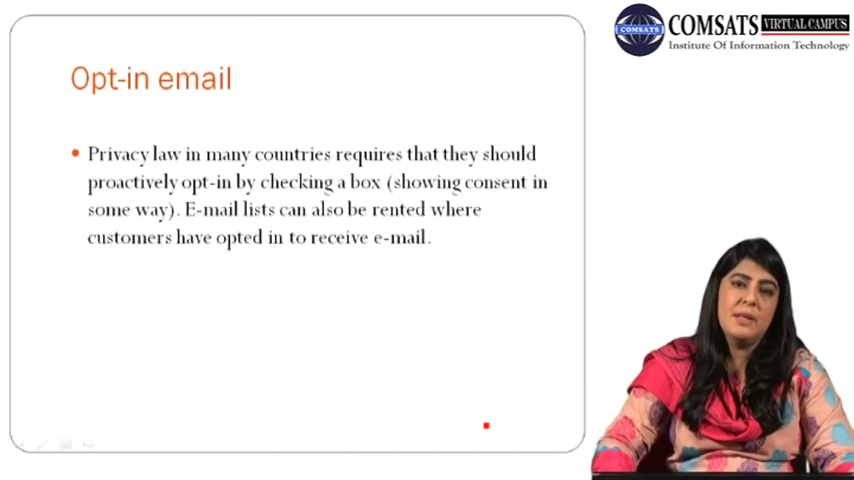 COMSATS
COMSATS VIRTUAL CAMPUS
Institute Of Information Technology
Opt-in email
• Privacy law in many countries requires that they should
proactively opt-in by checking a box (showing consent in
some way). E-mail lists can also be rented where
customers have opted in to receive e-mail.